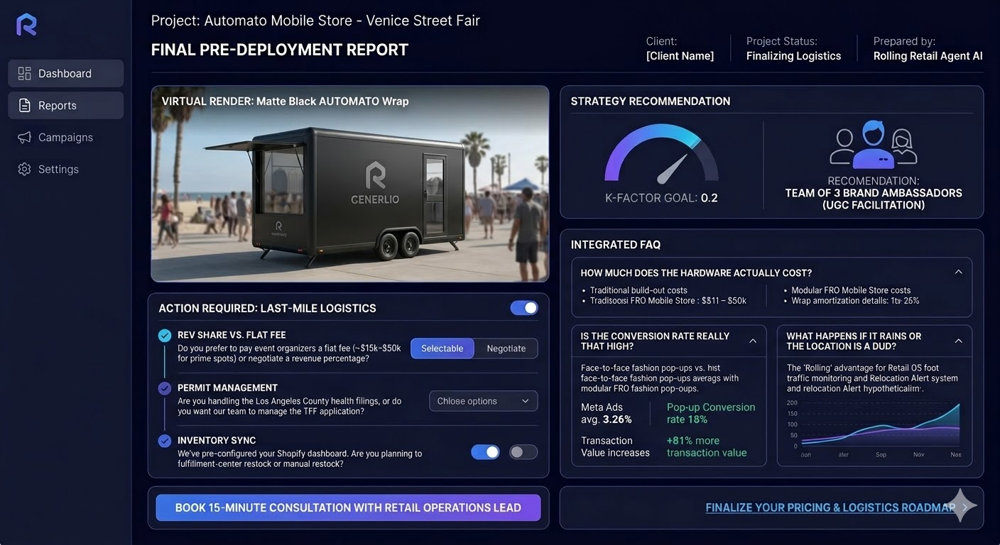 Project: Automato Mobile Store - Venice Street Fair
FINAL PRE-DEPLOYMENT REPORT
Client:
[Client Name]
Project Status:
Finalizing Logistics
Prepared by:
Rolling Retail Agent AI
Dashboard
Reports
Campaigns
Settings
VIRTUAL RENDER: Matte Black AUTOMATO Wrap
CENERLIO
STRATEGY RECOMMENDATION
K-FACTOR GOAL: 0.2
RECOMENDATION:
TEAM OF 3 BRAND AMBASSADORS
(UGC FACILITATION)
ACTION REQUIRED: LAST-MILE LOGISTICS
REV SHARE VS. FLAT FEE
Do you prefer to pay event organizers a fiat fee (~$15k–$50k
for prime spots) or negotiate a revenue percentage?
Selectable
Negotiate
PERMIT MANAGEMENT
Are you handling the Los Angeles County health filings, or do
you want our team to manage the TFF application?
Chlose options
INVENTORY SYNC
We've pre-configured your Shopify dashboard. Are you planning to
fulfillment-center restock or manual restock?
BOOK 15-MINUTE CONSULTATION WITH RETAIL OPERATIONS LEAD
INTEGRATED FAQ
HOW MUCH DOES THE HARDWARE ACTUALLY COST?
• Traditional build-out costs
• FRO Mobile Store : $$11 – $50k
• Modular FRO Mobile Store costs
• Wrap amortization details: 25%
IS THE CONVERSION RATE REALLY
THAT HIGH?
Face-to-face fashion pop-ups vs.
face-to-face fashion pop-ups averags with
modular FRO fashion pop-oups.
Meta Ads
avg. 3.26%
Pop-up Conversion
rate 18%
Transaction
Value increases
+81% more
transaction value
WHAT HAPPENS IF IT RAINS OR
THE LOCATION IS A DUD?
The 'Rolling' advantage for Retail OS foot
traffic monitoring and Relocation Alert system
and relocation Alert
200
150
100
50
0
Sop
Növ
Nos
FINALIZE YOUR PRICING & LOGISTICS ROADMAP